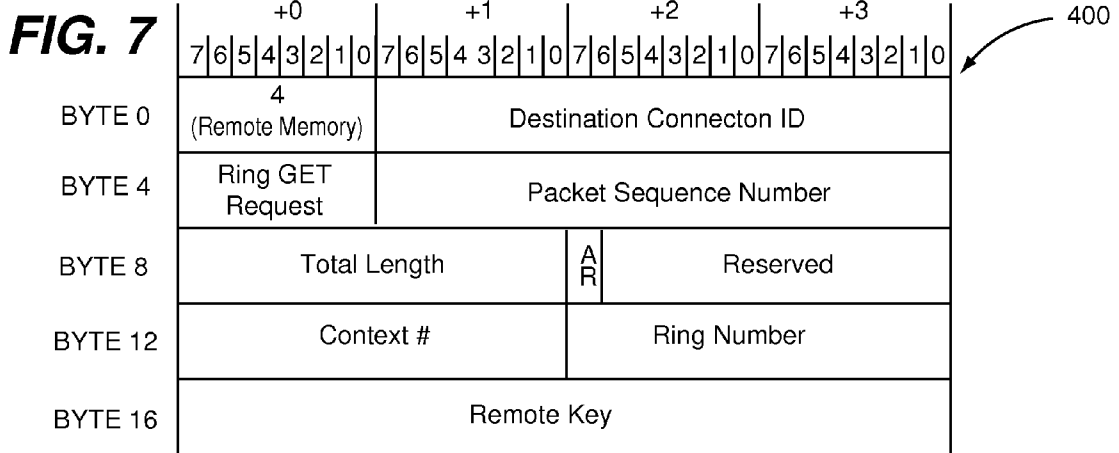 FIG. 7
+0 +1 +2 +3
400
7 6 5 4 3 2 1 0 7 6 5 4 3 2 1 0 7 6 5 4 3 2 1 0 7 6 5 4 3 2 1 0
BYTE 0
4
(Remote Memory)
Destination Connecton ID
BYTE 4
Ring GET
Request
Packet Sequence Number
BYTE 8
Total Length
A
R
Reserved
BYTE 12
Context #
Ring Number
BYTE 16
Remote Key